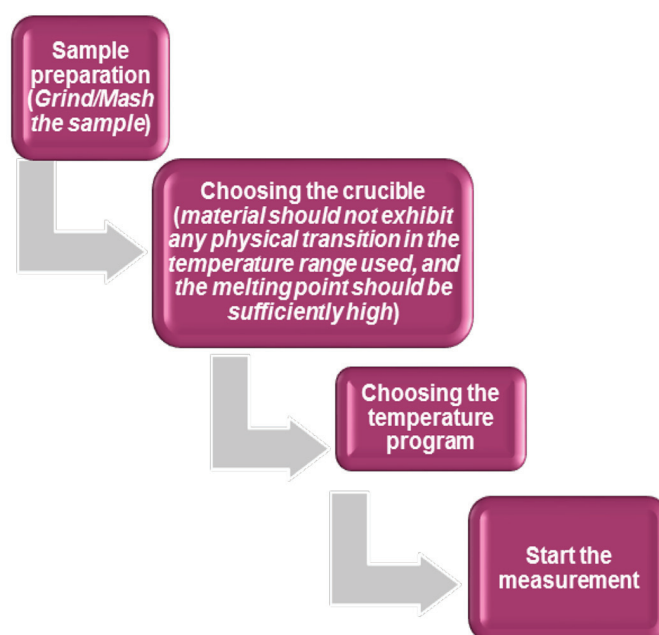 Sample
preparation
(Grind/Mash
the sample)
Choosing the crucible
(material should not exhibit
any physical transition in the
temperature range used, and
the melting point should be
sufficiently high)
Choosing the
temperature
program
Start the
measurement